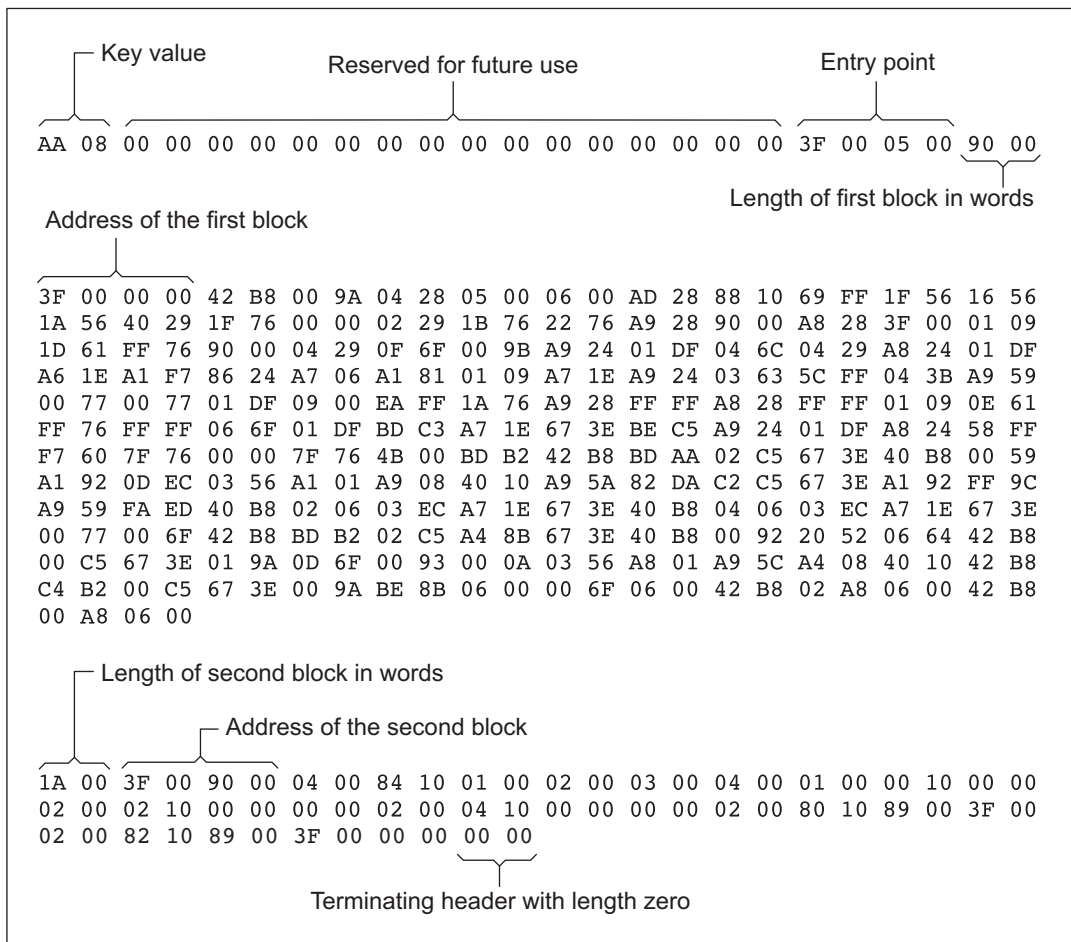 Key value
Reserved for future use
Entry point
AA 08 00 00 00 00 00 00 00 00 00 00 00 00 00 00 00 00 3F 00 05 00 90 00
Length of first block in words
Address of the first block
3F 00 00 00 42 B8 00 9A 04 28 05 00 06 00 AD 28 88 10 69 FF 1F 56 16 56
1A 56 40 29 1F 76 00 00 02 29 1B 76 22 76 A9 28 90 00 A8 28 3F 00 01 09
1D 61 FF 76 90 00 04 29 0F 6F 00 9B A9 24 01 DF 04 6C 04 29 A8 24 01 DF
A6 1E A1 F7 86 24 A7 06 A1 81 01 09 A7 1E A9 24 03 63 5C FF 04 3B A9 59
00 77 00 77 01 DF 09 00 EA FF 1A 76 A9 28 FF FF A8 28 FF FF 01 09 0E 61
FF 76 FF FF 06 6F 01 DF BD C3 A7 1E 67 3E BE C5 A9 24 01 DF A8 24 58 FF
F7 60 7F 76 00 00 7F 76 4B 00 BD B2 42 B8 BD AA 02 C5 67 3E 40 B8 00 59
A1 92 0D EC 03 56 A1 01 A9 08 40 10 A9 5A 82 DA C2 C5 67 3E A1 92 FF 9C
A9 59 FA ED 40 B8 02 06 03 EC A7 1E 67 3E 40 B8 04 06 03 EC A7 1E 67 3E
00 77 00 6F 42 B8 BD B2 02 C5 A4 8B 67 3E 40 B8 00 92 20 52 06 64 42 B8
00 C5 67 3E 01 9A 0D 6F 00 93 00 0A 03 56 A8 01 A9 5C A4 08 40 10 42 B8
C4 B2 00 C5 67 3E 00 9A BE 8B 06 00 00 6F 06 00 42 B8 02 A8 06 00 42 B8
00 A8 06 00
Length of second block in words
Address of the second block
1A 00 3F 00 90 00 04 00 84 10 01 00 02 00 03 00 04 00 01 00 00 10 00 00
02 00 02 10 00 00 00 00 02 00 04 10 00 00 00 00 02 00 80 10 89 00 3F 00
02 00 82 10 89 00 3F 00 00 00 00 00
Terminating header with length zero